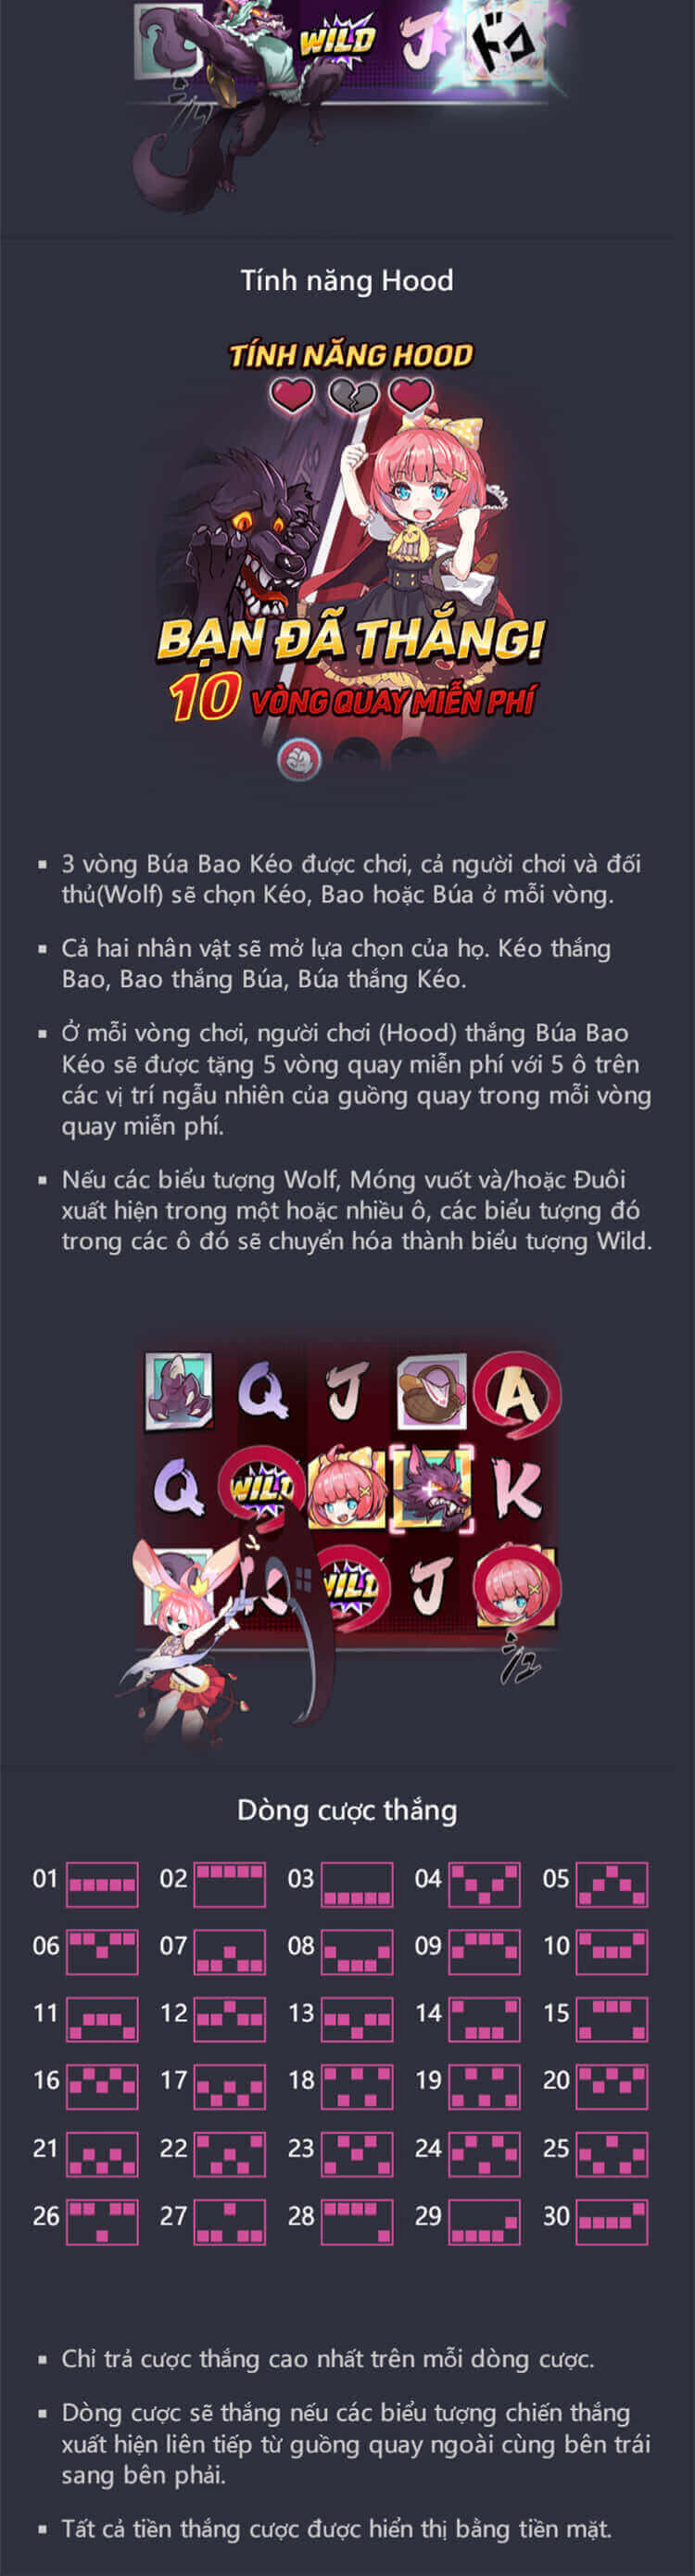 WILD J ドロ
Tính năng Hood
TÍNH NĂNG HOOD
BẠN ĐÃ THẮNG!
10 VÒNG QUAY MIỄN PHÍ
3 vòng Búa Bao Kéo được chơi, cả người chơi và đối
thủ(Wolf) sẽ chọn Kéo, Bao hoặc Búa ở mỗi vòng.
Cả hai nhân vật sẽ mở lựa chọn của họ. Kéo thắng
Bao, Bao thắng Búa, Búa thắng Kéo.
Ở mỗi vòng chơi, người chơi (Hood) thắng Búa Bao
Kéo sẽ được tặng 5 vòng quay miễn phí với 5 ô trên
các vị trí ngẫu nhiên của guồng quay trong mỗi vòng
quay miễn phí.
Nếu các biểu tượng Wolf, Móng vuốt và/hoặc Đuôi
xuất hiện trong một hoặc nhiều ô, các biểu tượng đó
trong các ô đó sẽ chuyển hóa thành biểu tượng Wild.
Q J A
Q WILD K
K WILD J
Dòng cược thắng
01 02 03 04 05
06 07 08 09 10
11 12 13 14 15
16 17 18 19 20
21 22 23 24 25
26 27 28 29 30
Chỉ trả cược thắng cao nhất trên mỗi dòng cược.
Dòng cược sẽ thắng nếu các biểu tượng chiến thắng
xuất hiện liên tiếp từ guồng quay ngoài cùng bên trái
sang bên phải.
Tất cả tiền thắng cược được hiển thị bằng tiền mặt.